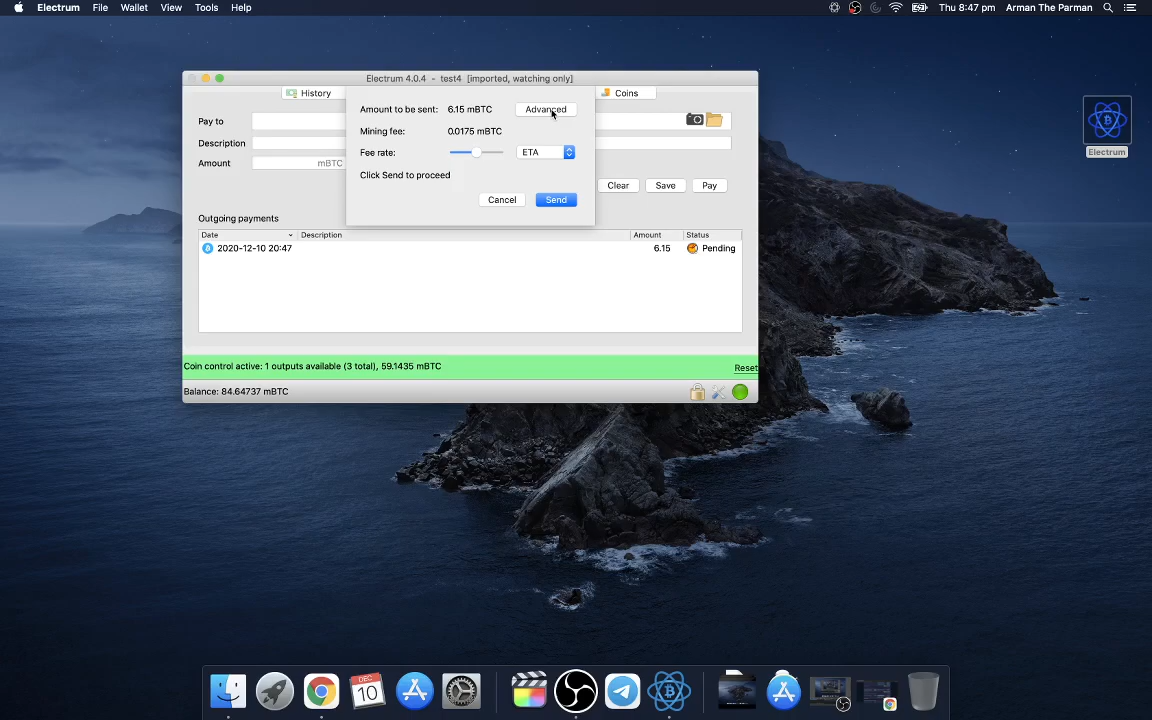 Electrum File Wallet View Tools Help Thu 8:47 pm Arman The Parman
Electrum 4.0.4 - test4 [imported, watching only]
History
Coins
Pay to
Description
Amount
mBTC
Amount to be sent: 6.15 mBTC Advanced
Mining fee: 0.0175 mBTC
Fee rate: ETA
Click Send to proceed
Cancel Send
Clear Save Pay
Outgoing payments
Date Description Amount Status
2020-12-10 20:47 6.15 Pending
Coin control active: 1 outputs available (3 total), 59.1435 mBTC Reset
Balance: 84.64737 mBTC
Electrum
DEC
10